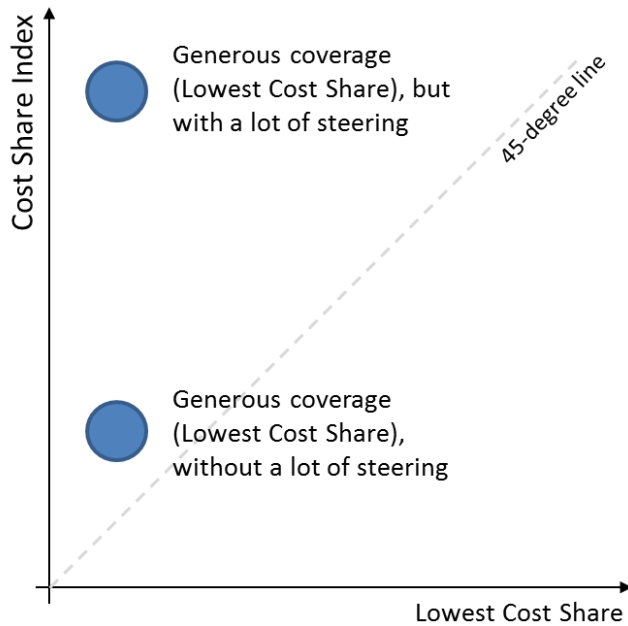 Cost Share Index
Generous coverage
(Lowest Cost Share), but
with a lot of steering
45-degree line
Generous coverage
(Lowest Cost Share),
without a lot of steering
Lowest Cost Share